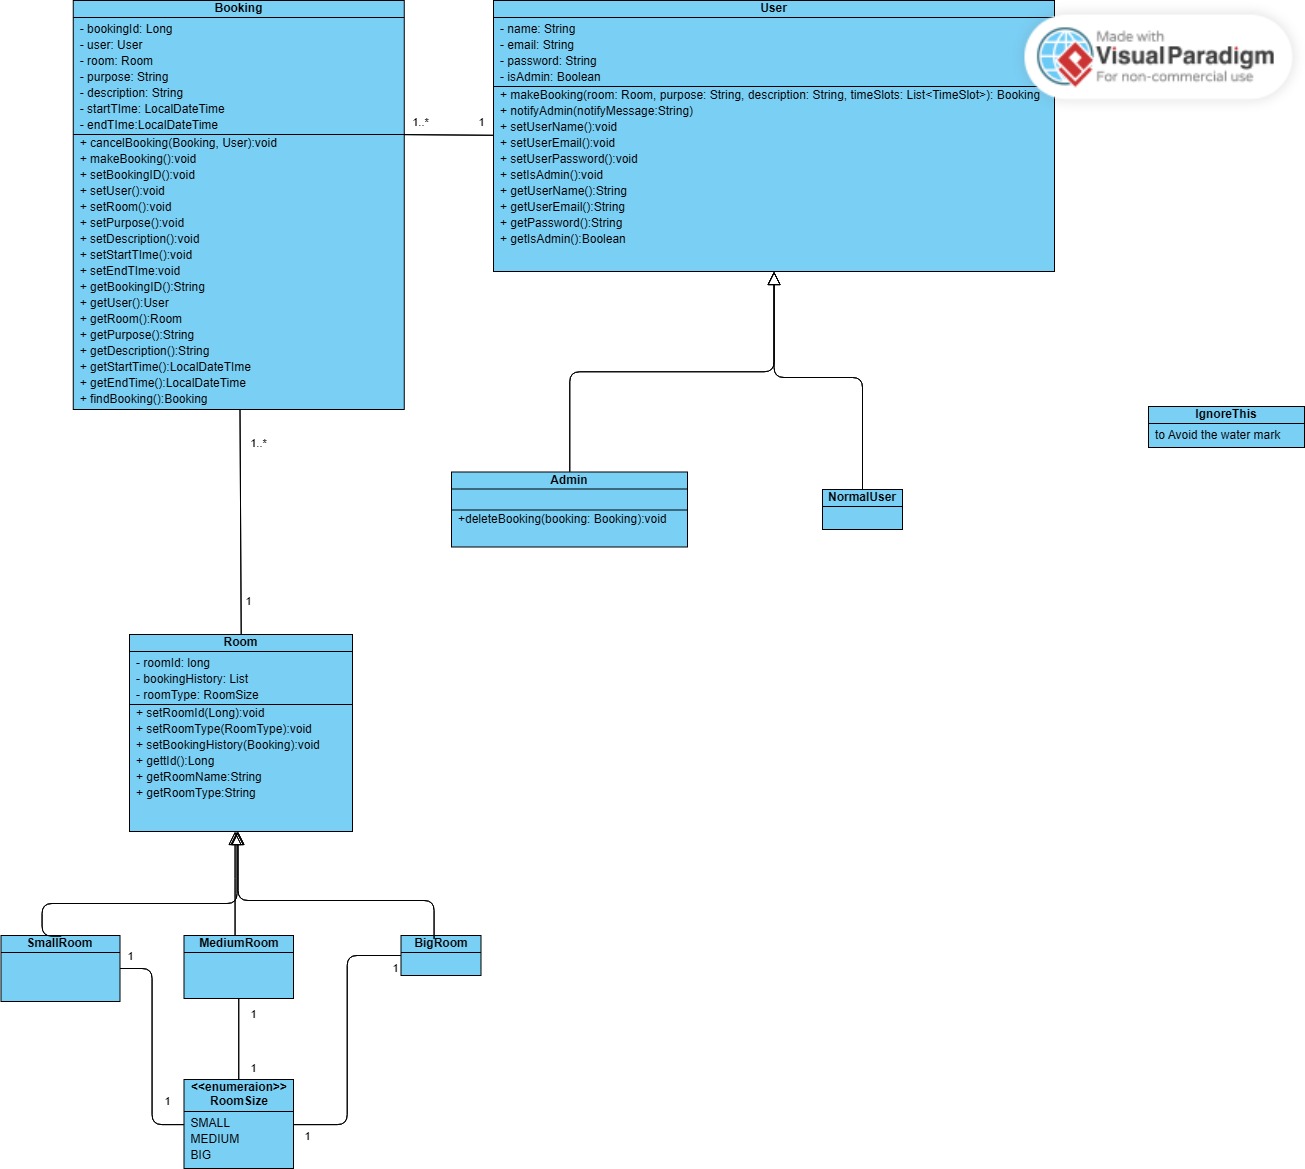 Booking
- bookingId: Long
- user: User
- room: Room
- purpose: String
- description: String
- startTIme: LocalDateTime
- endTIme:LocalDateTime
+ cancelBooking(Booking, User):void
+ makeBooking():void
+ setBookingID():void
+ setUser():void
+ setRoom():void
+ setPurpose():void
+ setDescription():void
+ setStartTIme():void
+ setEndTIme:void
+ getBookingID():String
+ getUser():User
+ getRoom():Room
+ getPurpose():String
+ getDescription():String
+ getStartTime():LocalDateTIme
+ getEndTime():LocalDateTime
+ findBooking():Booking
1..*
1
User
- name: String
- email: String
- password: String
- isAdmin: Boolean
+ makeBooking(room: Room, purpose: String, description: String, timeSlots: List<TimeSlot>): Booking
+ notifyAdmin(notifyMessage:String)
+ setUserName():void
+ setUserEmail():void
+ setUserPassword():void
+ setIsAdmin():void
+ getUserName():String
+ getUserEmail():String
+ getPassword():String
+ getIsAdmin():Boolean
Made with
Visual Paradigm
For non-commercial use
IgnoreThis
to Avoid the water mark
Admin
+deleteBooking(booking: Booking):void
NormalUser
1..*
1
Room
- roomId: long
- bookingHistory: List
- roomType: RoomSize
+ setRoomId(Long):void
+ setRoomType(RoomType):void
+ setBookingHistory(Booking):void
+ gettId():Long
+ getRoomName:String
+ getRoomType:String
SmallRoom
MediumRoom
BigRoom
1
1
1
1
1
1
<<enumeraion>>
RoomSize
SMALL
MEDIUM
BIG